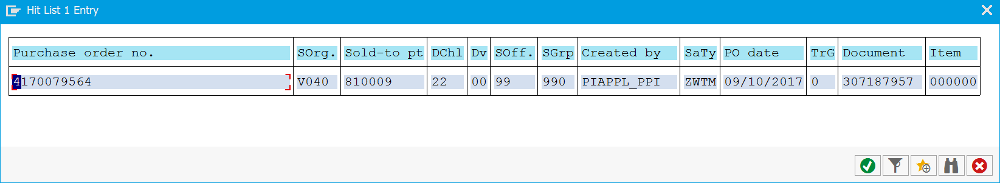 Hit List 1 Entry
Purchase order no. SOrg. Sold-to pt DChl Dv SOff. SGrp Created by SaTy PO date TrG Document Item
4170079564 V040 810009 22 00 99 990 PIAPPL_PPI ZWTM 09/10/2017 0 307187957 000000